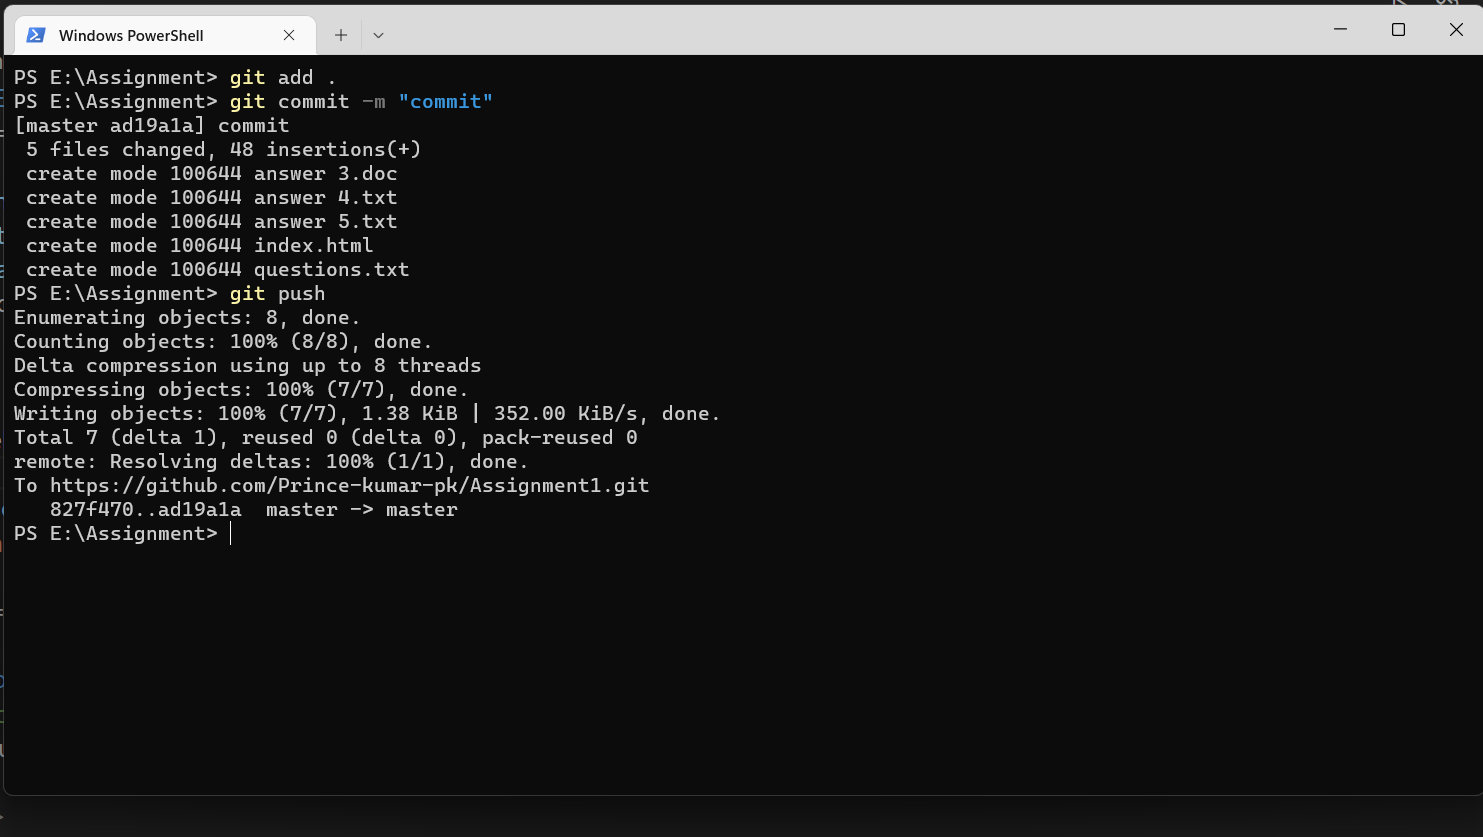 Windows PowerShell
PS E:\Assignment> git add .
PS E:\Assignment> git commit -m "commit"
[master ad19a1a] commit
 5 files changed, 48 insertions(+)
 create mode 100644 answer 3.doc
 create mode 100644 answer 4.txt
 create mode 100644 answer 5.txt
 create mode 100644 index.html
 create mode 100644 questions.txt
PS E:\Assignment> git push
Enumerating objects: 8, done.
Counting objects: 100% (8/8), done.
Delta compression using up to 8 threads
Compressing objects: 100% (7/7), done.
Writing objects: 100% (7/7), 1.38 KiB | 352.00 KiB/s, done.
Total 7 (delta 1), reused 0 (delta 0), pack-reused 0
remote: Resolving deltas: 100% (1/1), done.
To https://github.com/Prince-kumar-pk/Assignment1.git
   827f470..ad19a1a  master -> master
PS E:\Assignment>